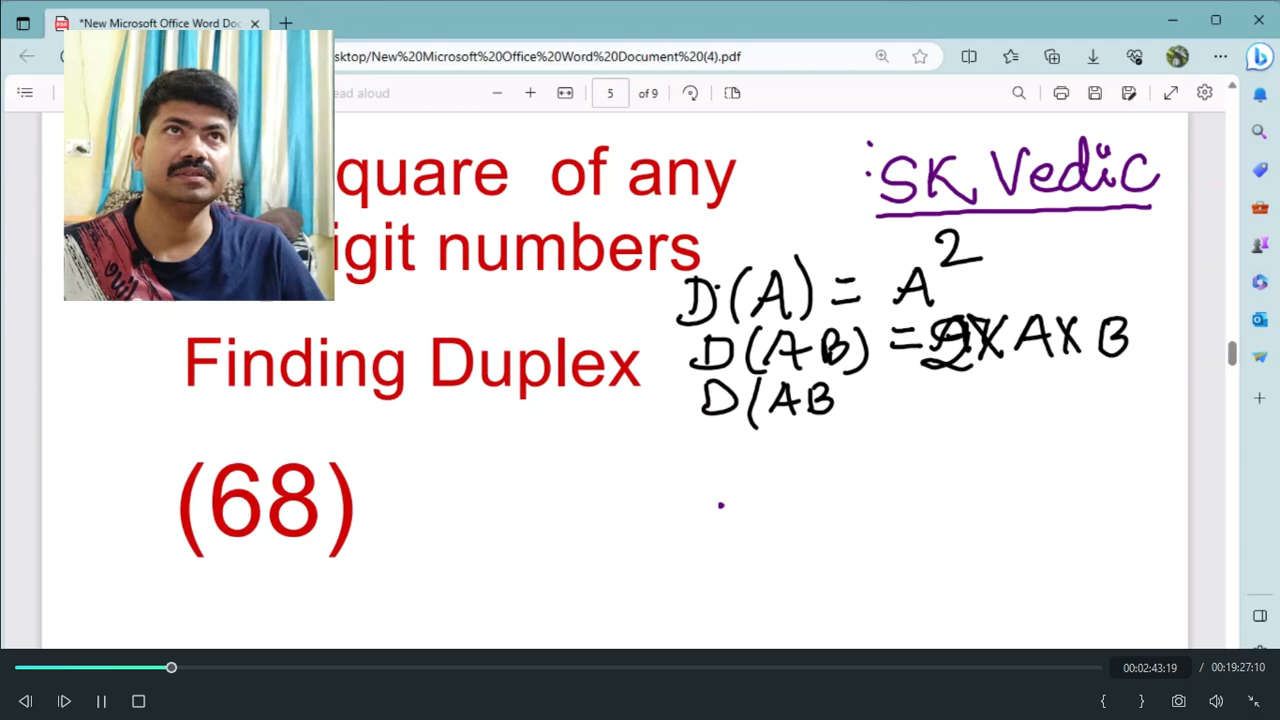 *New Microsoft Office Word Doc
sktop/New%20Microsoft%20Office%20Word%20Document%20(4).pdf
ead aloud
5 of 9
quare of any
igit numbers
SK Vedic
D(A) = A²
D(AB) = 2 X A X B
D(AB
Finding Duplex
(68)
00:02:43:19 / 00:19:27:10